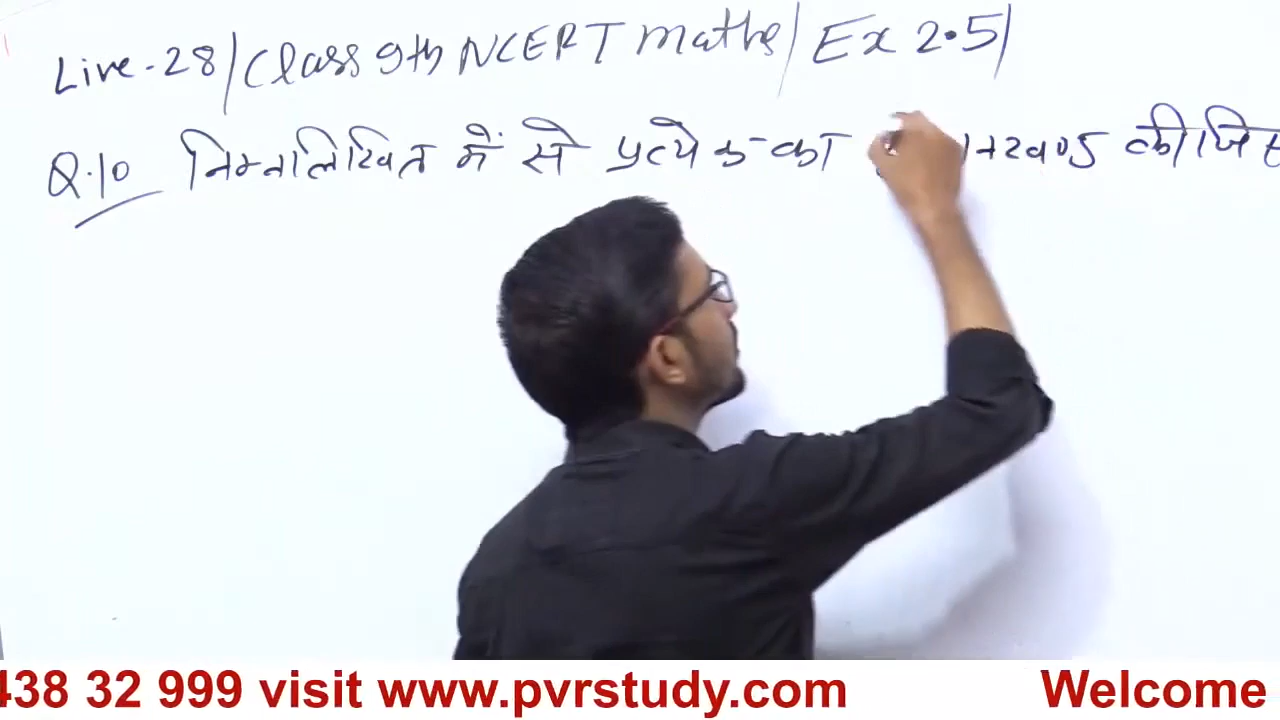 Live-28/Class 9th NCERT maths/Ex 2.5/
Q.10 निम्नलिखित में से प्रत्येक का कीजिए
438 32 999 visit www.pvrstudy.com Welcome